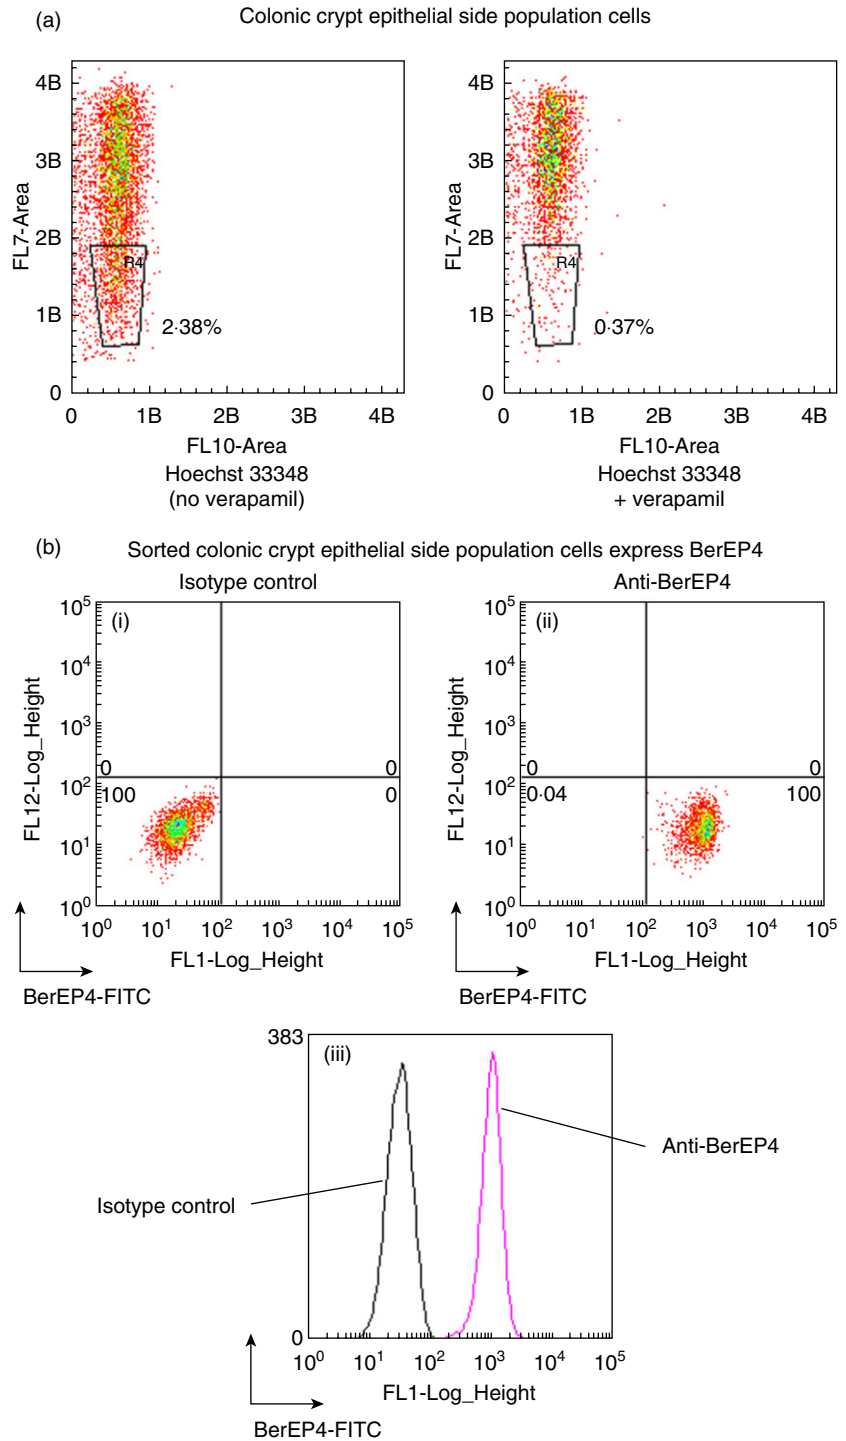 (a)
Colonic crypt epithelial side population cells
4B
3B
2B
1B
0
FL7-Area
R4
2·38%
0
1B
2B
3B
4B
FL10-Area
Hoechst 33348
(no verapamil)
4B
3B
2B
1B
0
FL7-Area
R4
0·37%
0
1B
2B
3B
4B
FL10-Area
Hoechst 33348
+ verapamil
(b)
Sorted colonic crypt epithelial side population cells express BerEP4
Isotype control
(i)
10⁵
10⁴
10³
10²
10¹
10⁰
FL12-Log_Height
0
0
100
0
10⁰
10¹
10²
10³
10⁴
10⁵
FL1-Log_Height
BerEP4-FITC
Anti-BerEP4
(ii)
10⁵
10⁴
10³
10²
10¹
10⁰
FL12-Log_Height
0
0
0·04
100
10⁰
10¹
10²
10³
10⁴
10⁵
FL1-Log_Height
BerEP4-FITC
383
(iii)
Anti-BerEP4
Isotype control
0
10⁰
10¹
10²
10³
10⁴
10⁵
FL1-Log_Height
BerEP4-FITC